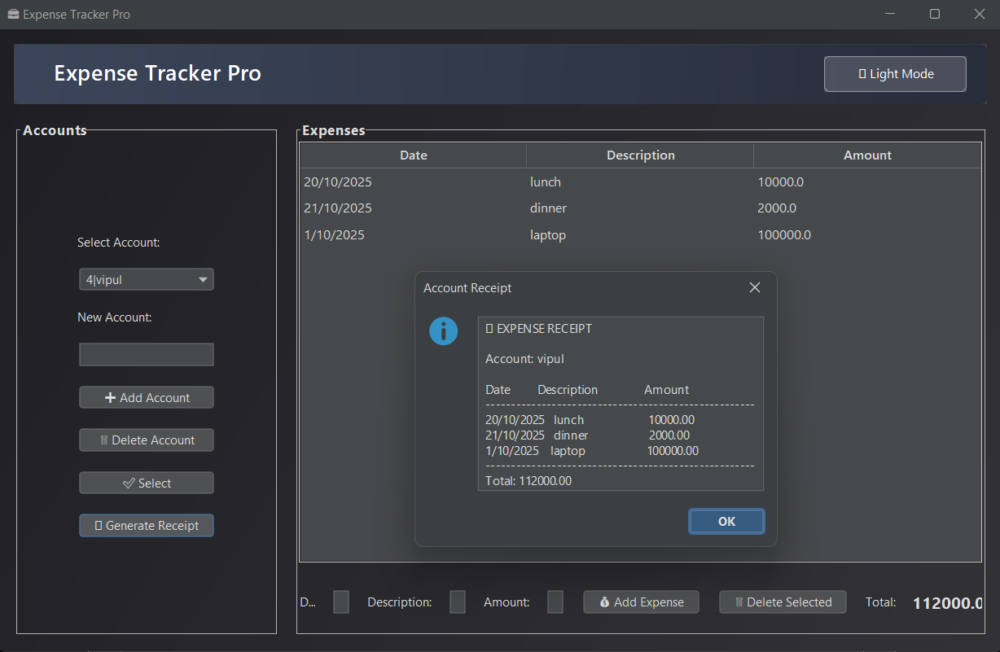 Expense Tracker Pro
Expense Tracker Pro
Light Mode
Accounts
Select Account:
4|vipul
New Account:
Add Account
Delete Account
Select
Generate Receipt
Expenses
Date Description Amount
20/10/2025 lunch 10000.0
21/10/2025 dinner 2000.0
1/10/2025 laptop 100000.0
Account Receipt
EXPENSE RECEIPT
Account: vipul
Date Description Amount
------------------------------------------------------------
20/10/2025 lunch 10000.00
21/10/2025 dinner 2000.00
1/10/2025 laptop 100000.00
------------------------------------------------------------
Total: 112000.00
OK
D... Description: Amount: Add Expense Delete Selected Total: 112000.0